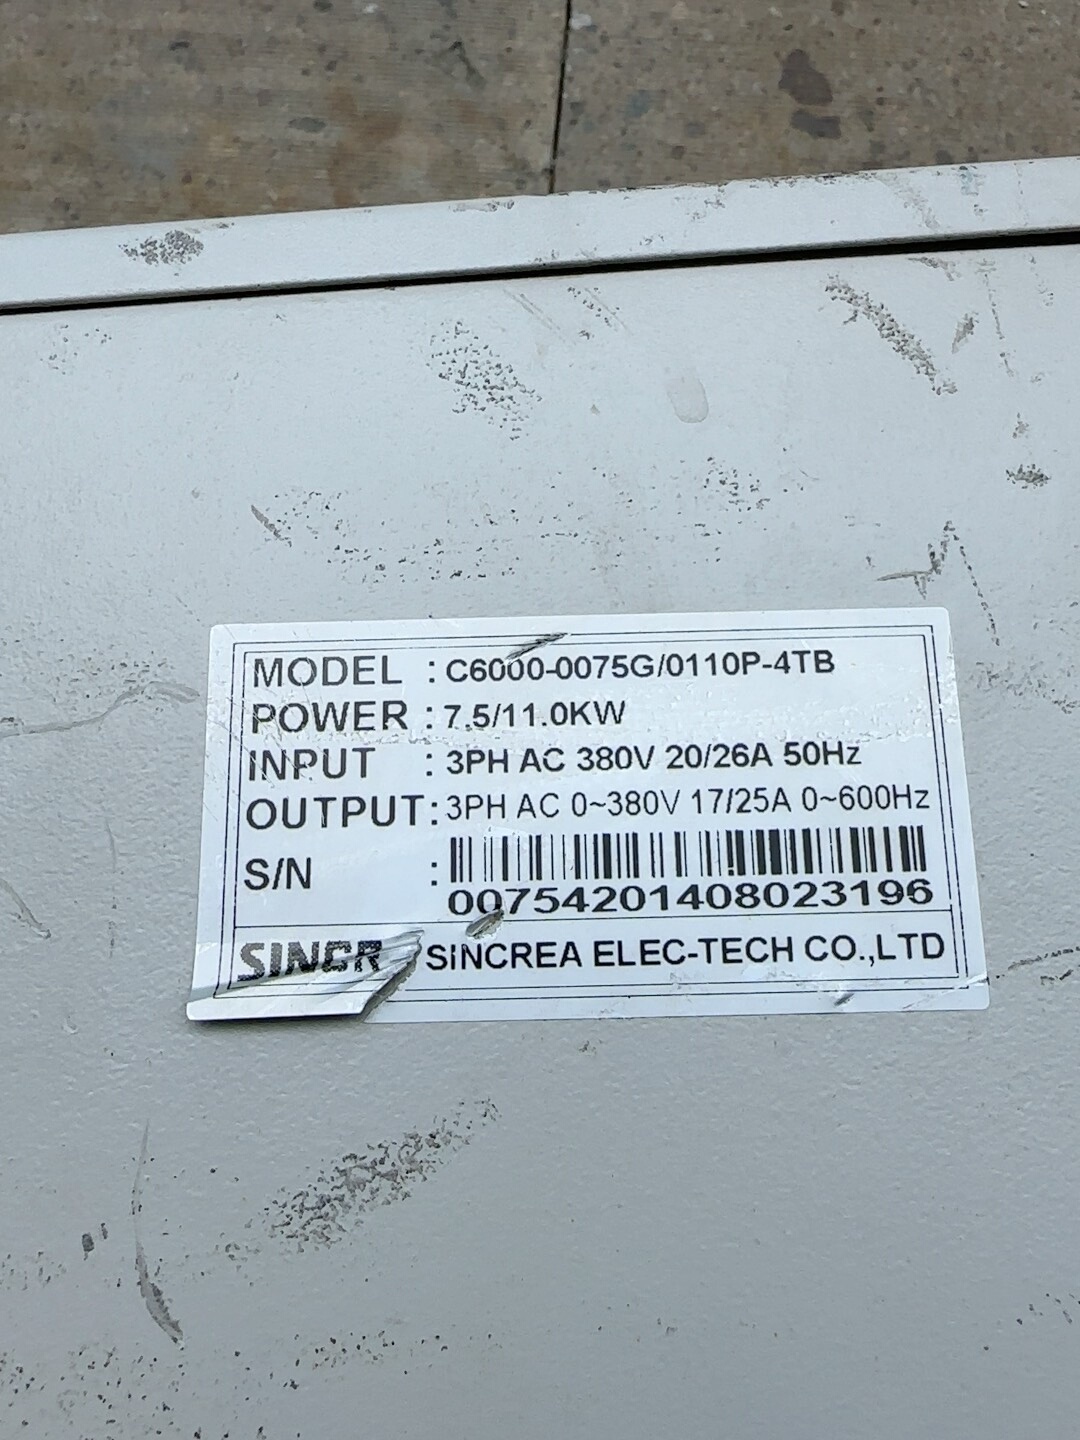 MODEL : C6000-0075G/0110P-4TB
POWER : 7.5/11.0KW
INPUT : 3PH AC 380V 20/26A 50Hz
OUTPUT : 3PH AC 0~380V 17/25A 0~600Hz
S/N :
00754201408023196
SINCR SINCREA ELEC-TECH CO.,LTD